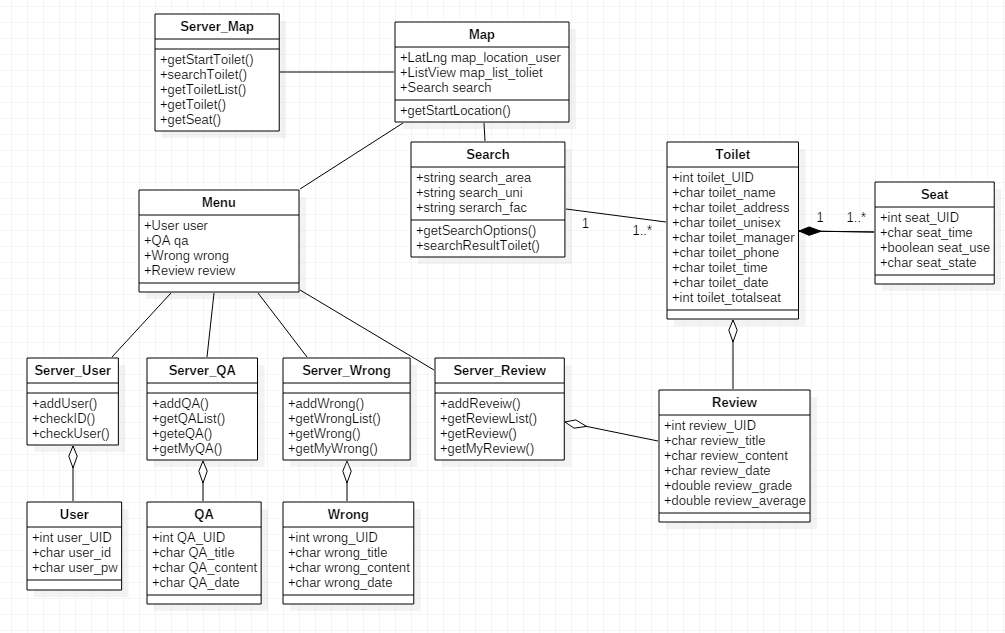 Server_Map
+getStartToilet()
+searchToilet()
+getToiletList()
+getToilet()
+getSeat()
Map
+LatLng map_location_user
+ListView map_list_toliet
+Search search
+getStartLocation()
Search
+string search_area
+string search_uni
+string serarch_fac
+getSearchOptions()
+searchResultToilet()
1
1..*
Toilet
+int toilet_UID
+char toilet_name
+char toilet_address
+char toilet_unisex
+char toilet_manager
+char toilet_phone
+char toilet_time
+char toilet_date
+int toilet_totalseat
1
1..*
Seat
+int seat_UID
+char seat_time
+boolean seat_use
+char seat_state
Menu
+User user
+QA qa
+Wrong wrong
+Review review
Server_User
+addUser()
+checkID()
+checkUser()
Server_QA
+addQA()
+getQAList()
+geteQA()
+getMyQA()
Server_Wrong
+addWrong()
+getWrongList()
+getWrong()
+getMyWrong()
Server_Review
+addReveiw()
+getReviewList()
+getReview()
+getMyReview()
Review
+int review_UID
+char review_title
+char review_content
+char review_date
+double review_grade
+double review_average
User
+int user_UID
+char user_id
+char user_pw
QA
+int QA_UID
+char QA_title
+char QA_content
+char QA_date
Wrong
+int wrong_UID
+char wrong_title
+char wrong_content
+char wrong_date